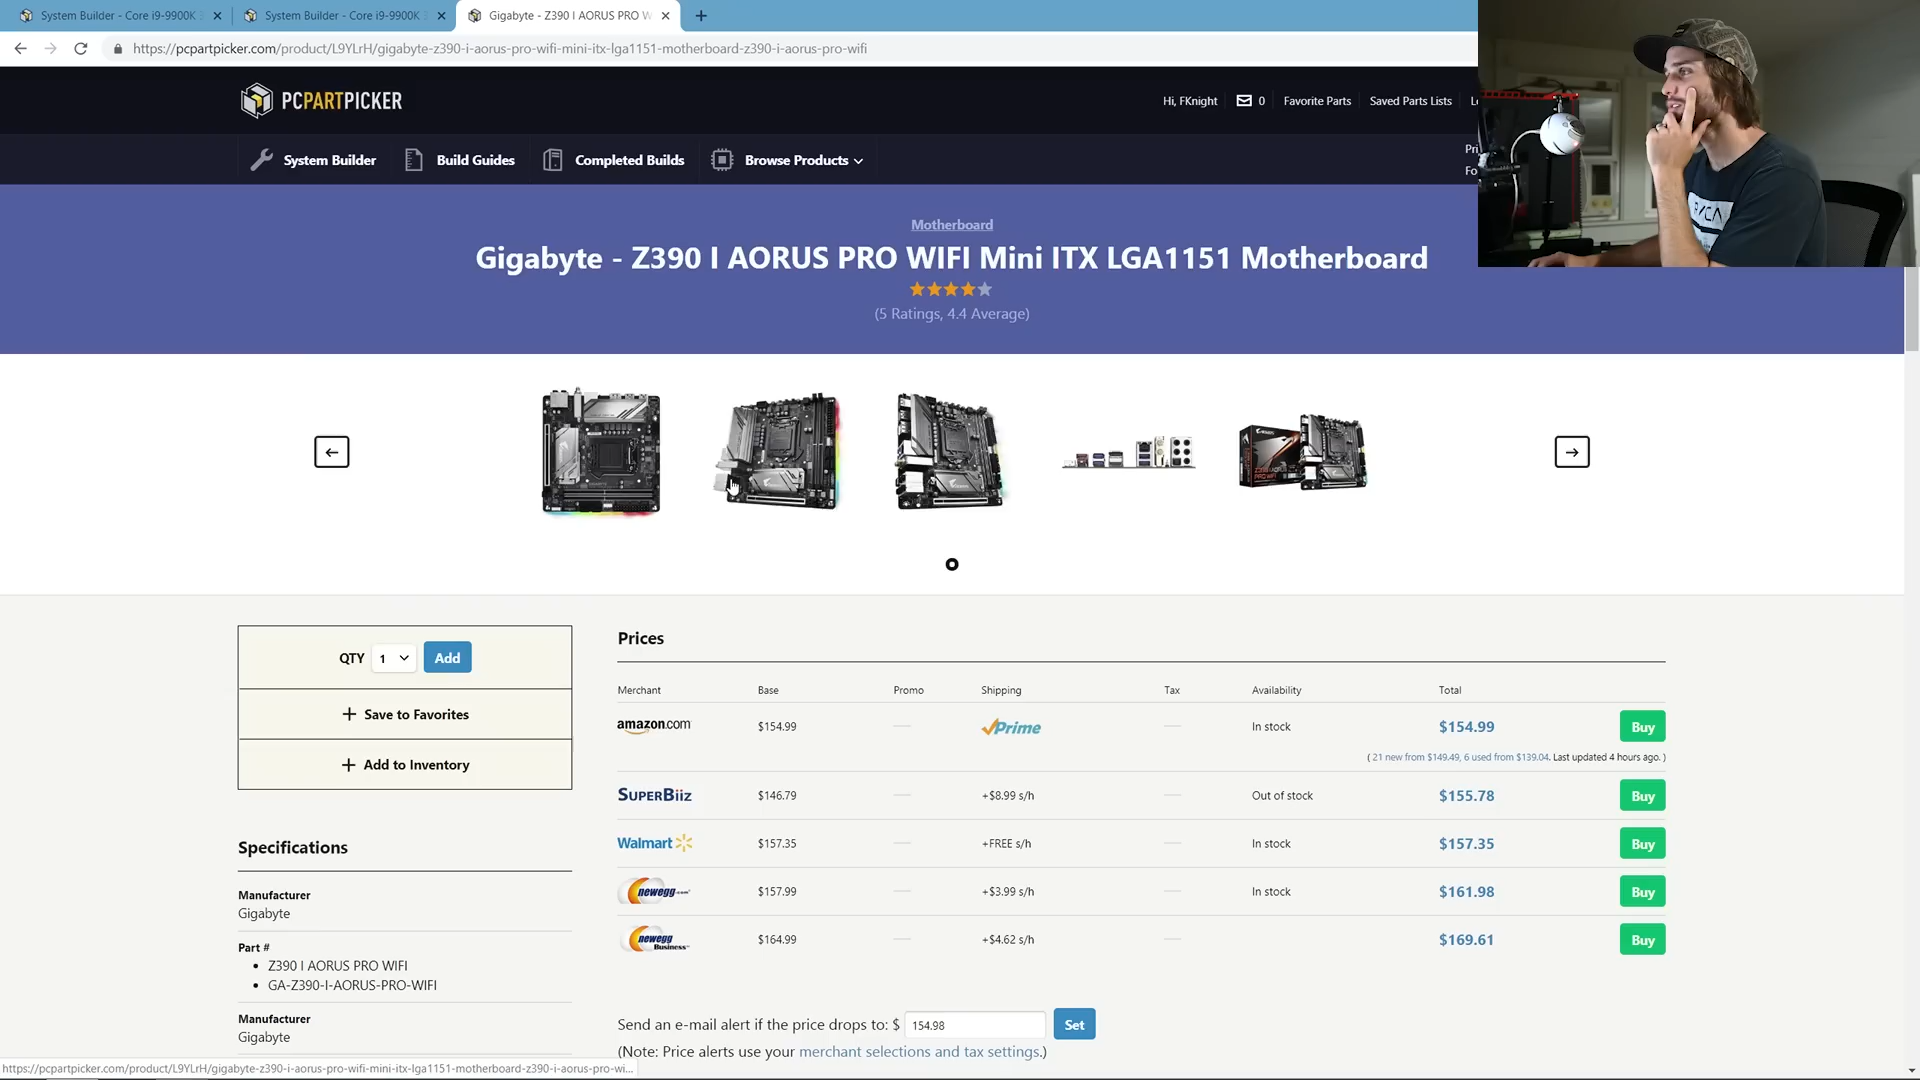 System Builder - Core i9-9900K
System Builder - Core i9-9900K
Gigabyte - Z390 I AORUS PRO W
https://pcpartpicker.com/product/L9YLrH/gigabyte-z390-i-aorus-pro-wifi-mini-itx-lga1151-motherboard-z390-i-aorus-pro-wifi
PCPARTPICKER
Hi, FKnight
0
Favorite Parts
Saved Parts Lists
System Builder
Build Guides
Completed Builds
Browse Products
Motherboard
Gigabyte - Z390 I AORUS PRO WIFI Mini ITX LGA1151 Motherboard
(5 Ratings, 4.4 Average)
QTY 1 Add
+ Save to Favorites
+ Add to Inventory
Specifications
Manufacturer
Gigabyte
Part #
• Z390 I AORUS PRO WIFI
• GA-Z390-I-AORUS-PRO-WIFI
Manufacturer
Gigabyte
Prices
Merchant Base Promo Shipping Tax Availability Total
amazon.com $154.99 — Prime — In stock $154.99 Buy
( 21 new from $149.49, 6 used from $139.04. Last updated 4 hours ago. )
SUPERBiiZ $146.79 — +$8.99 s/h — Out of stock $155.78 Buy
Walmart $157.35 — +FREE s/h — In stock $157.35 Buy
newegg.com $157.99 — +$3.99 s/h — In stock $161.98 Buy
newegg Business $164.99 — +$4.62 s/h — $169.61 Buy
Send an e-mail alert if the price drops to: $ 154.98 Set
(Note: Price alerts use your merchant selections and tax settings.)
https://pcpartpicker.com/product/L9YLrH/gigabyte-z390-i-aorus-pro-wifi-mini-itx-lga1151-motherboard-z390-i-aorus-pro-wi...